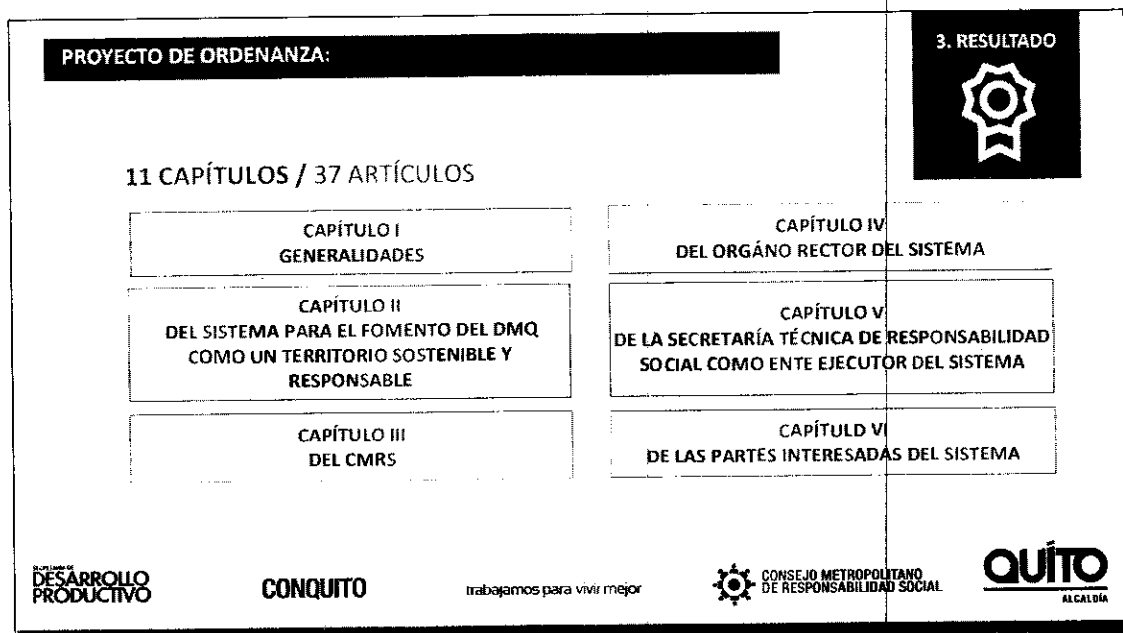 PROYECTO DE ORDENANZA:
3. RESULTADO
11 CAPÍTULOS / 37 ARTÍCULOS
CAPÍTULO I
GENERALIDADES
CAPÍTULO II
DEL SISTEMA PARA EL FOMENTO DEL DMQ
COMO UN TERRITORIO SOSTENIBLE Y
RESPONSABLE
CAPÍTULO III
DEL CMRS
CAPÍTULO IV
DEL ORGÁNO RECTOR DEL SISTEMA
CAPÍTULO V
DE LA SECRETARÍA TÉCNICA DE RESPONSABILIDAD
SOCIAL COMO ENTE EJECUTOR DEL SISTEMA
CAPÍTULO VI
DE LAS PARTES INTERESADAS DEL SISTEMA
DESARROLLO
PRODUCTIVO
CONQUITO
trabajamos para vivir mejor
CONSEJO METROPOLITANO
DE RESPONSABILIDAD SOCIAL
QUITO
ALCALDÍA